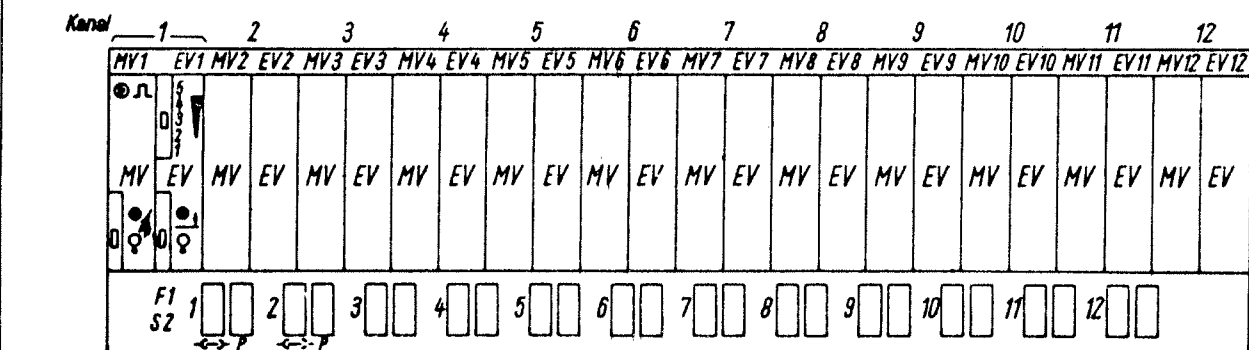 Kanal 1 2 3 4 5 6 7 8 9 10 11 12
MV1 EV1 MV2 EV2 MV3 EV3 MV4 EV4 MV5 EV5 MV6 EV6 MV7 EV7 MV8 EV8 MV9 EV9 MV10 EV10 MV11 EV11 MV12 EV12
5
4
3
2
1
MV EV MV EV MV EV MV EV MV EV MV EV MV EV MV EV MV EV MV EV MV EV MV EV
F1
S2
1 2 3 4 5 6 7 8 9 10 11 12
P P